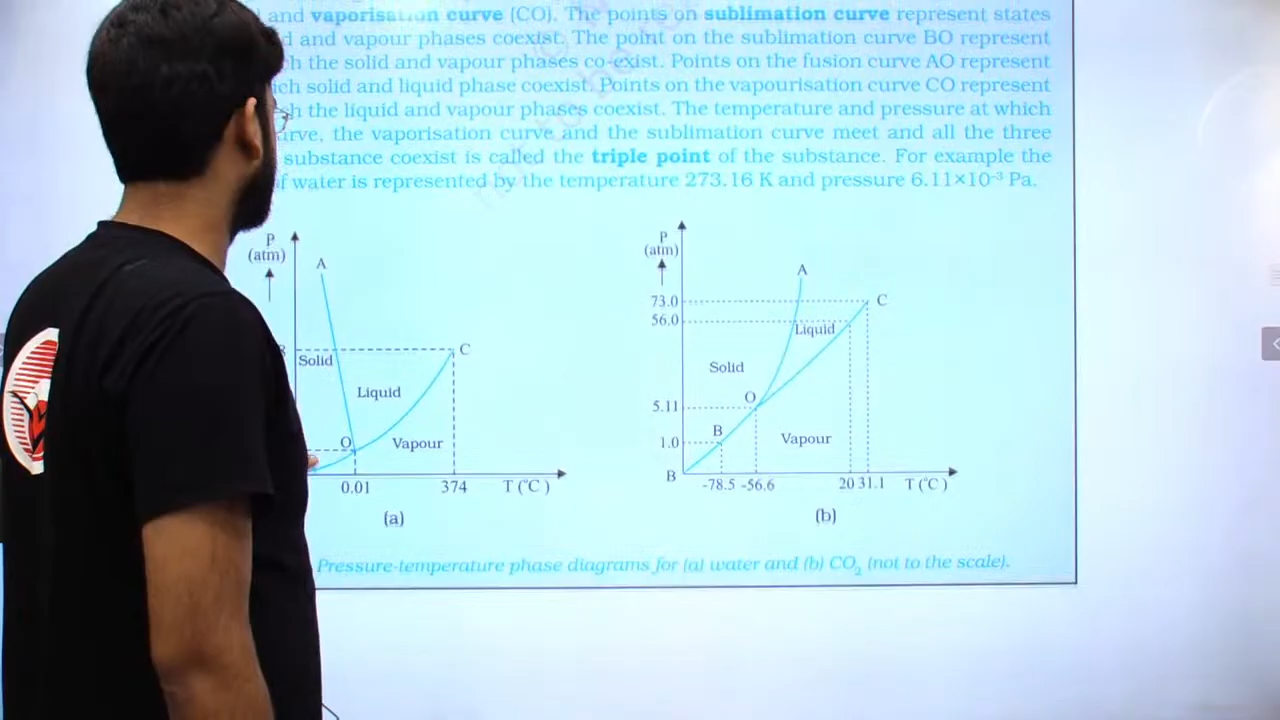 and vaporisation curve (CO). The points on sublimation curve represent states
d and vapour phases coexist. The point on the sublimation curve BO represent
ch the solid and vapour phases co-exist. Points on the fusion curve AO represent
ich solid and liquid phase coexist. Points on the vapourisation curve CO represent
h the liquid and vapour phases coexist. The temperature and pressure at which
urve, the vaporisation curve and the sublimation curve meet and all the three
substance coexist is called the triple point of the substance. For example the
of water is represented by the temperature 273.16 K and pressure 6.11×10⁻³ Pa.
P
(atm)
A
Solid
C
Liquid
O
Vapour
0.01
374
T (°C)
(a)
P
(atm)
A
73.0
C
56.0
Liquid
Solid
O
5.11
B
1.0
Vapour
B
-78.5
-56.6
20
31.1
T (°C)
(b)
Pressure-temperature phase diagrams for (a) water and (b) CO₂ (not to the scale).